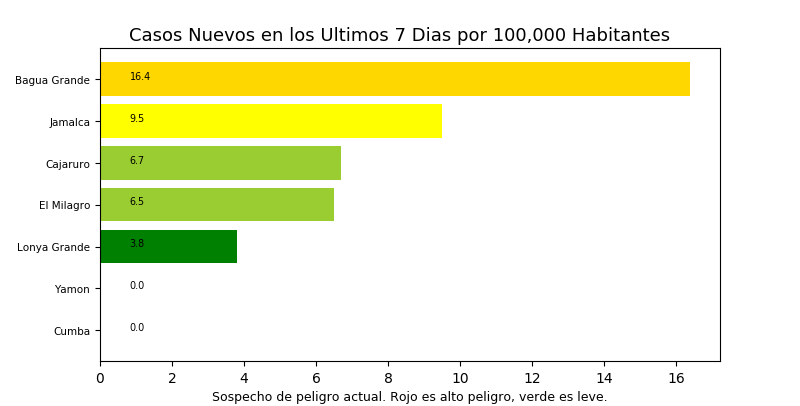 Casos Nuevos en los Ultimos 7 Dias por 100,000 Habitantes
Bagua Grande 16.4
Jamalca 9.5
Cajaruro 6.7
El Milagro 6.5
Lonya Grande 3.8
Yamon 0.0
Cumba 0.0
0 2 4 6 8 10 12 14 16
Sospecho de peligro actual. Rojo es alto peligro, verde es leve.